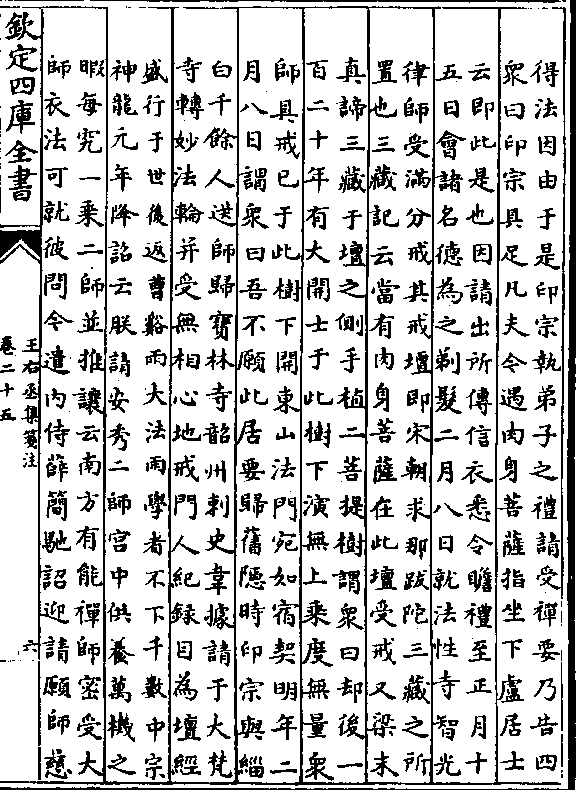 得法因由于是印宗執弟子之禮請受禪要乃告四
衆曰印宗具足凡夫今遇肉身菩薩指坐下盧居士
云即此是也因請出所傳信衣悉令瞻禮至正月十
五日會諸名德為之剃髮二月八日就法性寺智光
律師受滿分戒其戒壇即宋朝求那跋陀三藏之所
置也三藏記云當有肉身菩薩在此壇受戒又梁末
真諦三藏于壇之側手植二菩提樹謂衆曰却後一
百二十年有大開士于此樹下演無上乘度無量衆
師具戒已于此樹下開東山法門宛如宿契明年二
月八日謂衆曰吾不願此居要歸舊隱時印宗與緇
白千餘人送師歸寶林寺韶州刺史韋據請于大梵
寺轉妙法輪并受無相心地戒門人紀録目為壇經
盛行于世後返曹谿雨大法雨學者不下千數中宗
神龍元年降詔云朕請安秀二師宫中供養萬機之
暇每究一乘二師並推讓云南方有能禪師密受大
師衣法可就彼問今遣内侍薛簡馳詔迎請願師慈
欽定四庫全書
王右丞集箋注
卷二十五
六